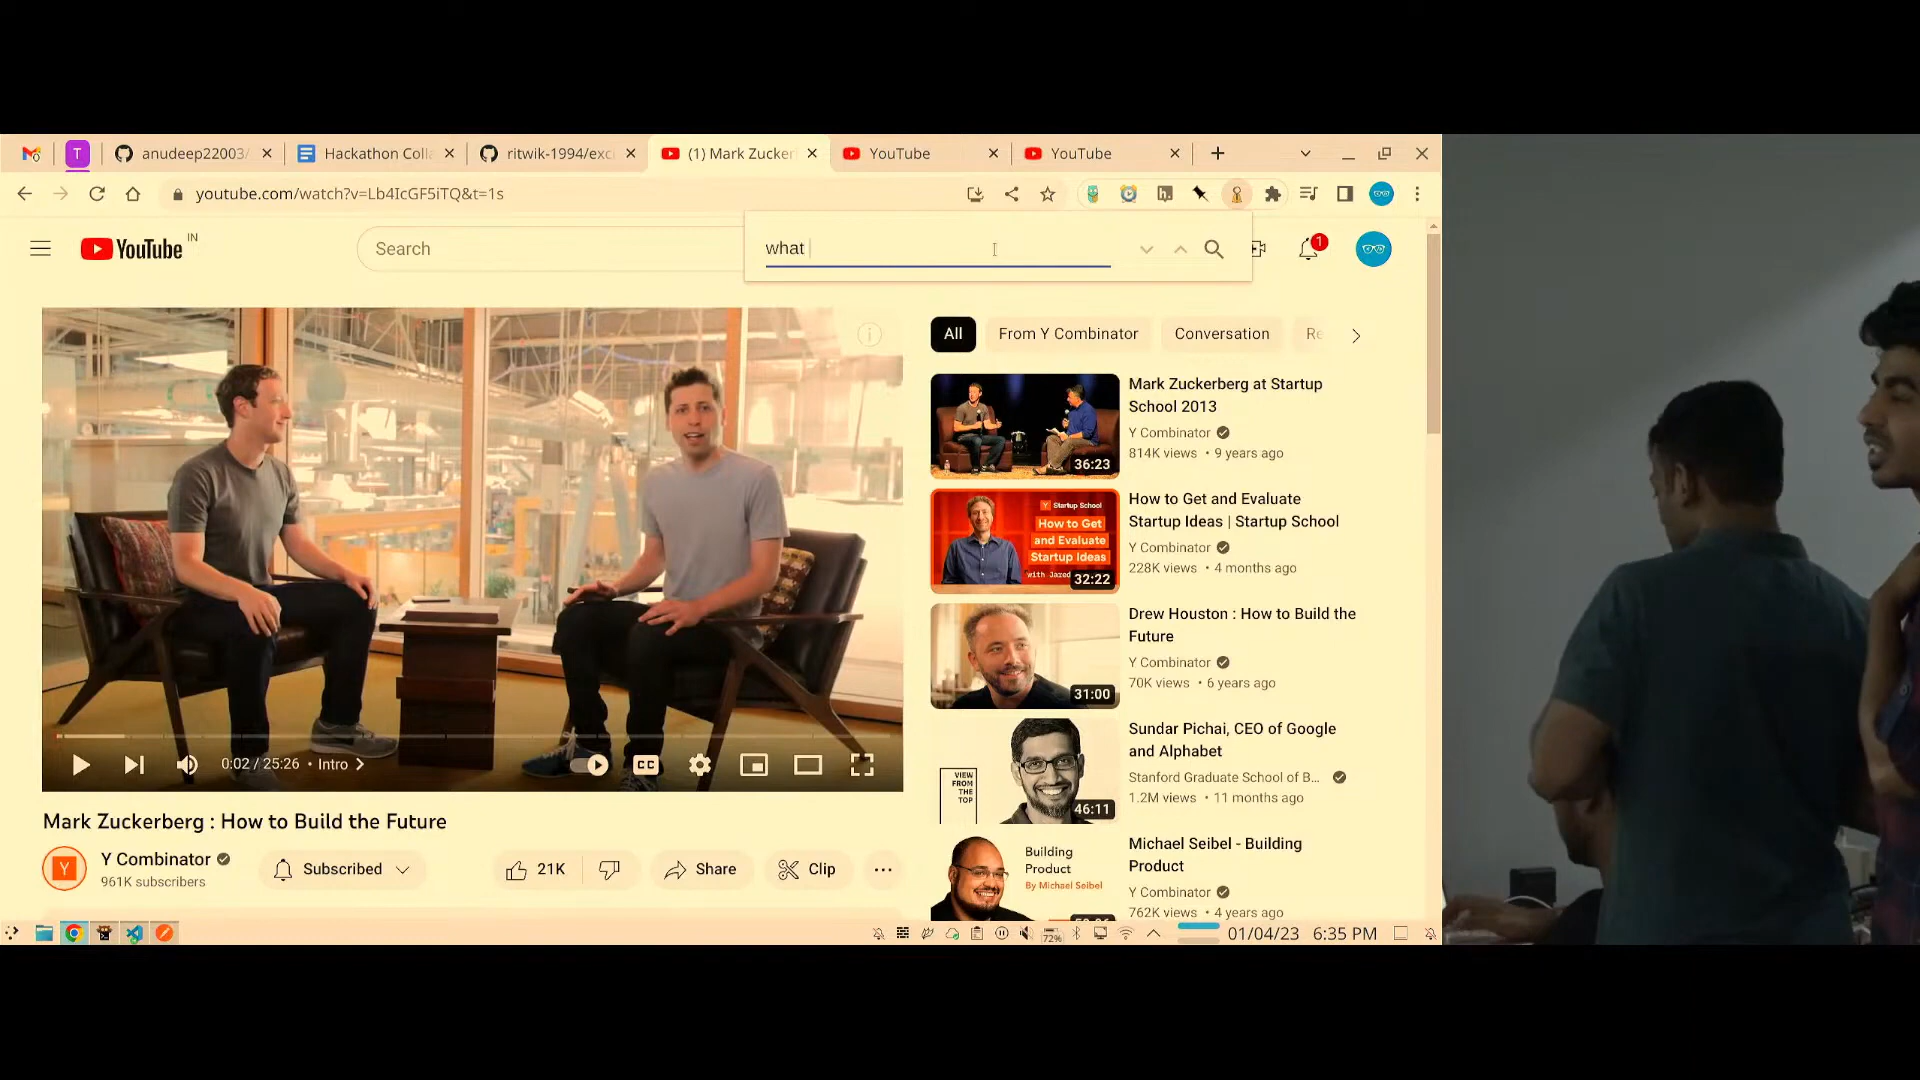 T
anudeep22003/
Hackathon Colla
ritwik-1994/exc
(1) Mark Zucker
YouTube
YouTube
youtube.com/watch?v=Lb4IcGF5iTQ&t=1s
h.
YouTube IN
Search
what
1
All
From Y Combinator
Conversation
Re
Mark Zuckerberg at Startup
School 2013
Y Combinator
814K views • 9 years ago
36:23
Startup School
How to Get
and Evaluate
Startup Ideas
with Jared
32:22
How to Get and Evaluate
Startup Ideas | Startup School
Y Combinator
228K views • 4 months ago
Drew Houston : How to Build the
Future
Y Combinator
70K views • 6 years ago
31:00
VIEW
FROM
THE
TOP
46:11
Sundar Pichai, CEO of Google
and Alphabet
Stanford Graduate School of B...
1.2M views • 11 months ago
Building
Product
By Michael Seibel
Michael Seibel - Building
Product
Y Combinator
762K views • 4 years ago
0:02 / 25:26 • Intro
CC
Mark Zuckerberg : How to Build the Future
Y
Y Combinator
961K subscribers
Subscribed
21K
Share
Clip
72%
01/04/23 6:35 PM